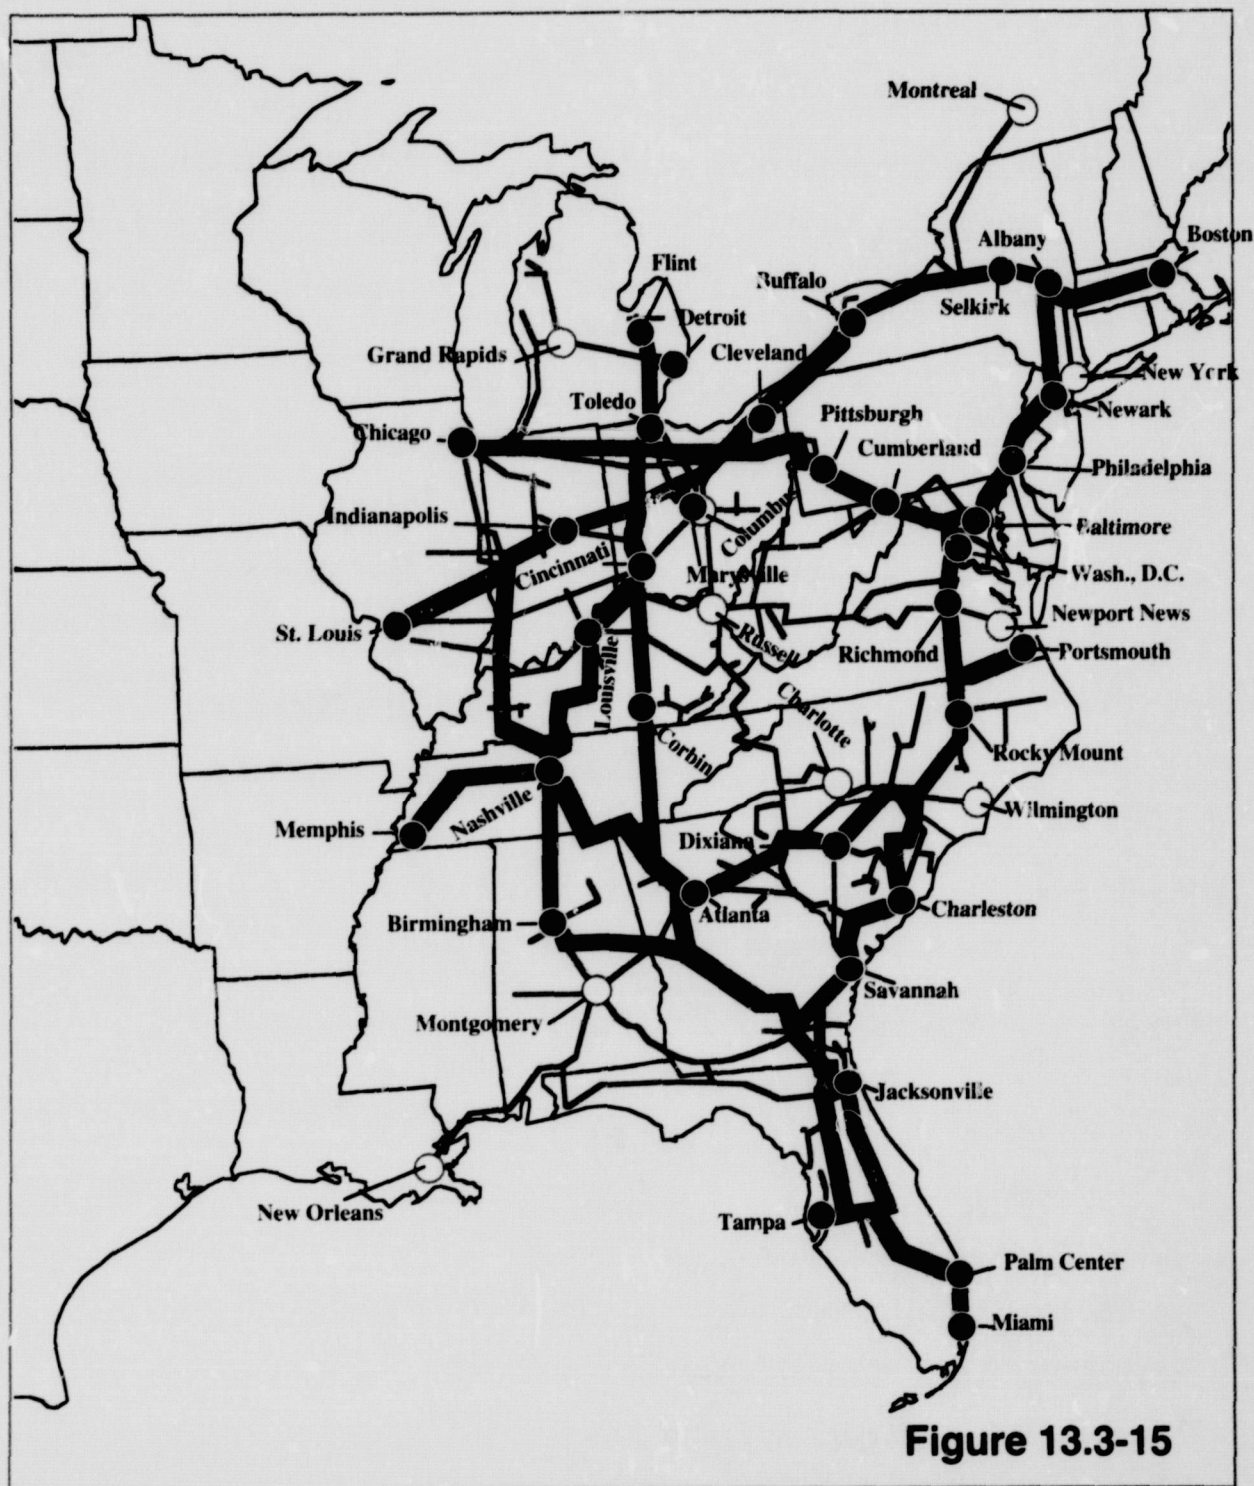 Montreal
Albany
Boston
Flint
Buffalo
Selkirk
Detroit
Grand Rapids
Cleveland
New York
Toledo
Pittsburgh
Newark
Chicago
Cumberland
Philadelphia
Indianapolis
Columbus
Baltimore
Cincinnati
Marysville
Wash., D.C.
Newport News
St. Louis
Russell
Richmond
Portsmouth
Louisville
Charlotte
Corbin
Rocky Mount
Nashville
Wilmington
Memphis
Dixiana
Atlanta
Birmingham
Charleston
Savannah
Montgomery
Jacksonville
New Orleans
Tampa
Palm Center
Miami
Figure 13.3-15